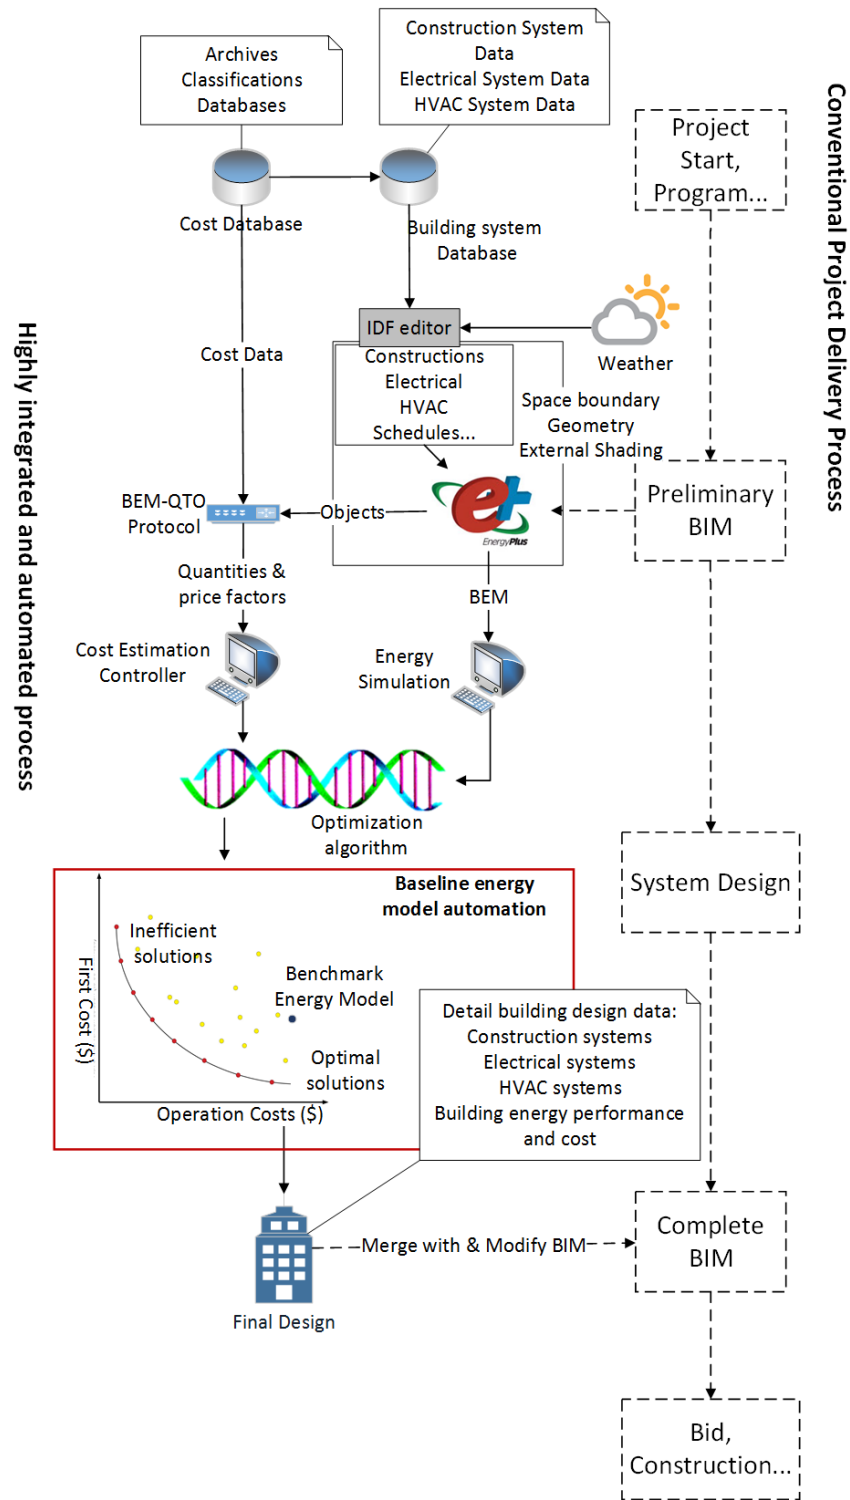 Construction System
Data
Electrical System Data
HVAC System Data
Archives
Classifications
Databases
Conventional Project Delivery Process
Project
Start,
Program...
Cost Database
Building system
Database
IDF editor
Weather
Highly integrated and automated process
Cost Data
Constructions
Electrical
HVAC
Schedules...
Space boundary
Geometry
External Shading
BEM-QTO
Protocol
Objects
e+
EnergyPlus
Preliminary
BIM
Quantities &
price factors
BEM
Cost Estimation
Controller
Energy
Simulation
Optimization
algorithm
System Design
Baseline energy
model automation
Inefficient
solutions
First Cost ($)
Benchmark
Energy Model
Optimal
solutions
Operation Costs ($)
Detail building design data:
Construction systems
Electrical systems
HVAC systems
Building energy performance
and cost
Merge with & Modify BIM
Complete
BIM
Final Design
Bid,
Construction...